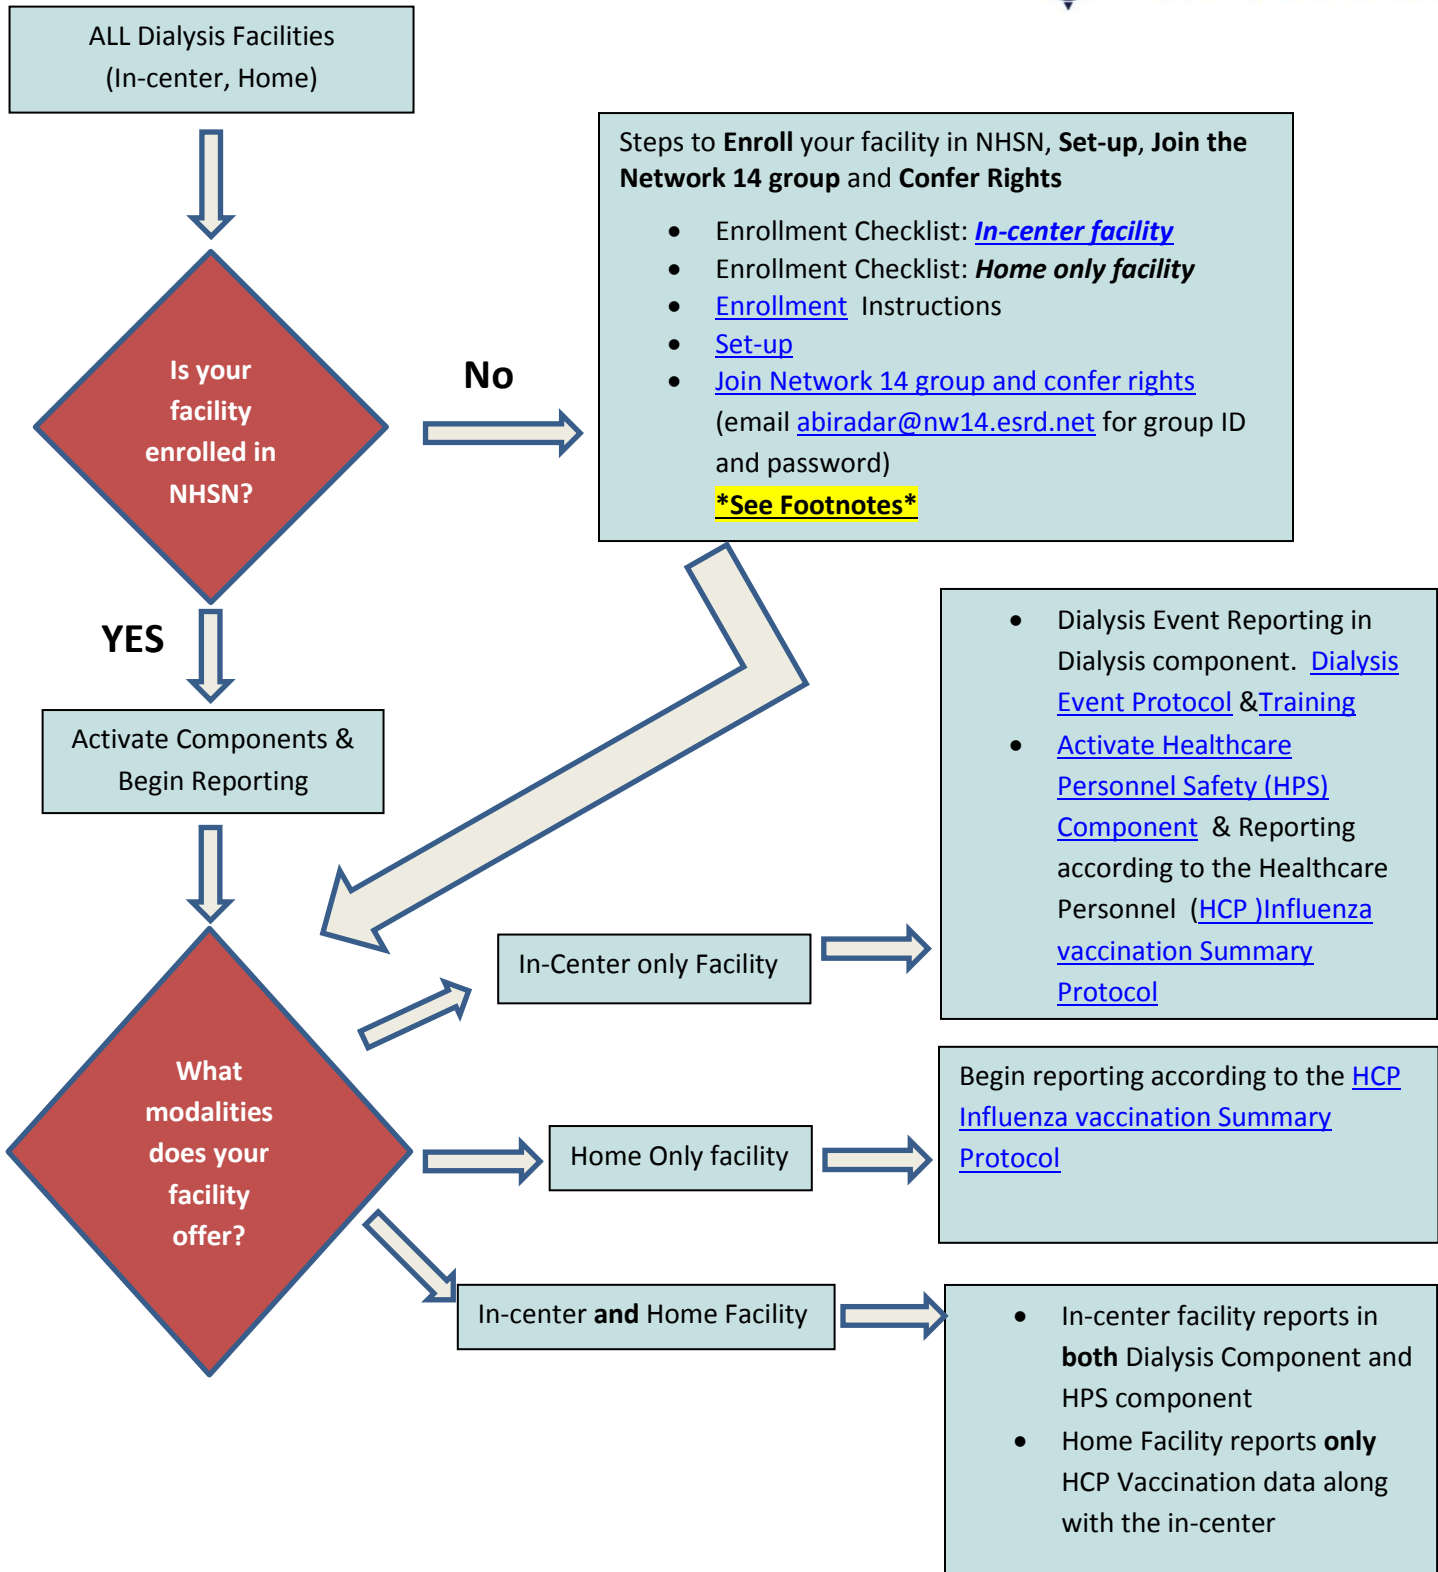 ALL Dialysis Facilities
(In-center, Home)
Steps to Enroll your facility in NHSN, Set-up, Join the
Network 14 group and Confer Rights
• Enrollment Checklist: In-center facility
• Enrollment Checklist: Home only facility
• Enrollment Instructions
• Set-up
• Join Network 14 group and confer rights
(email abiradar@nw14.esrd.net for group ID
and password)
*See Footnotes*
Is your
facility
enrolled in
NHSN?
No
YES
Activate Components &
Begin Reporting
• Dialysis Event Reporting in
Dialysis component. Dialysis
Event Protocol &Training
• Activate Healthcare
Personnel Safety (HPS)
Component & Reporting
according to the Healthcare
Personnel (HCP )Influenza
vaccination Summary
Protocol
In-Center only Facility
What
modalities
does your
facility
offer?
Home Only facility
Begin reporting according to the HCP
Influenza vaccination Summary
Protocol
In-center and Home Facility
• In-center facility reports in
both Dialysis Component and
HPS component
• Home Facility reports only
HCP Vaccination data along
with the in-center